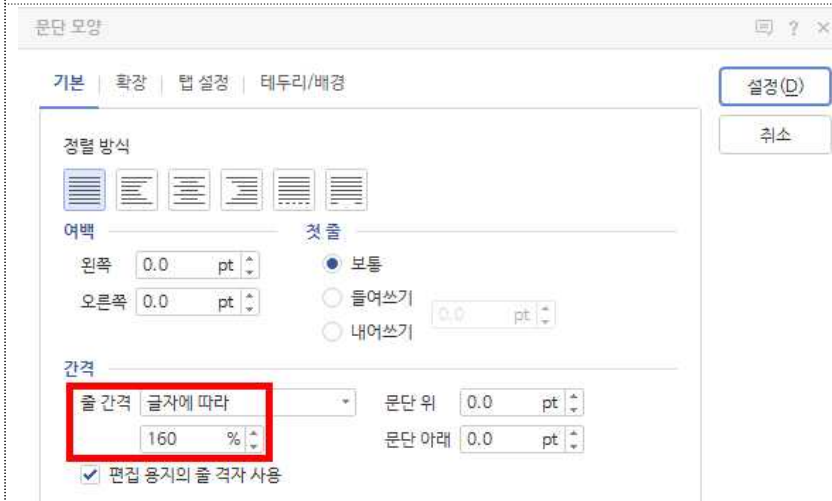 문단 모양 ? ×
기본 | 확장 | 탭 설정 | 테두리/배경
설정(D)
취소
정렬 방식
여백 첫 줄
왼쪽 0.0 pt 보통
오른쪽 0.0 pt 들여쓰기 0.0 pt
내어쓰기
간격
줄 간격 글자에 따라 문단 위 0.0 pt
160 % 문단 아래 0.0 pt
편집 용지의 줄 격자 사용